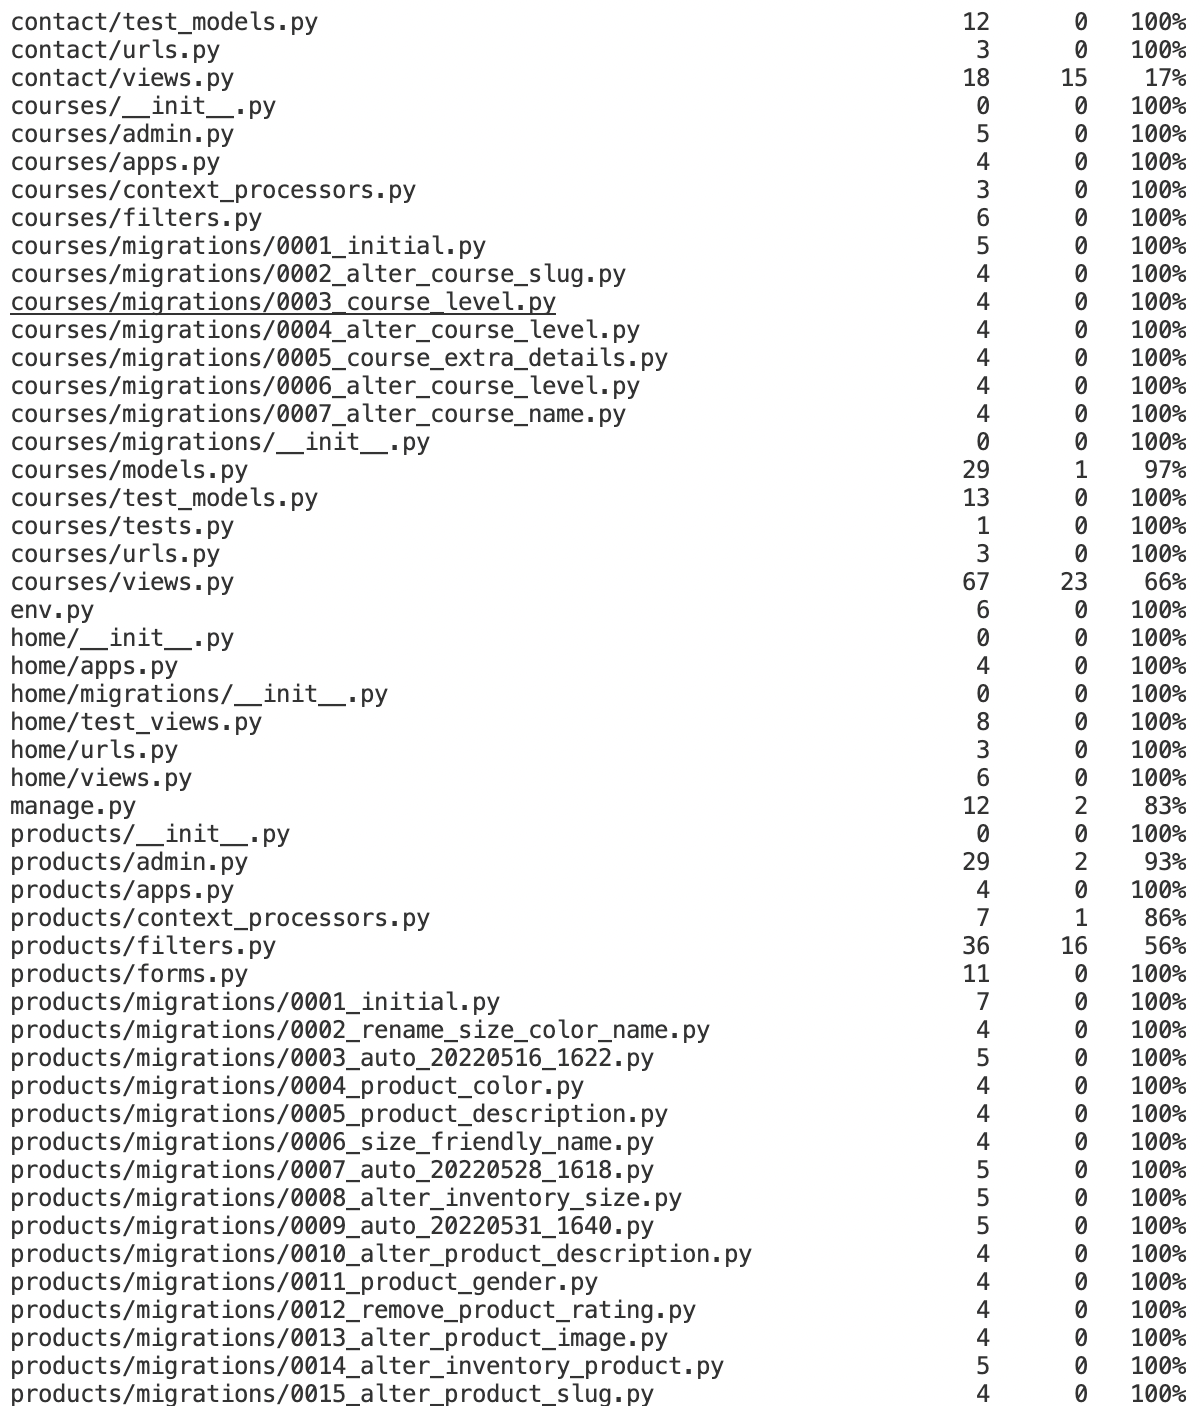 contact/test_models.py 12 0 100%
contact/urls.py 3 0 100%
contact/views.py 18 15 17%
courses/__init__.py 0 0 100%
courses/admin.py 5 0 100%
courses/apps.py 4 0 100%
courses/context_processors.py 3 0 100%
courses/filters.py 6 0 100%
courses/migrations/0001_initial.py 5 0 100%
courses/migrations/0002_alter_course_slug.py 4 0 100%
courses/migrations/0003_course_level.py 4 0 100%
courses/migrations/0004_alter_course_level.py 4 0 100%
courses/migrations/0005_course_extra_details.py 4 0 100%
courses/migrations/0006_alter_course_level.py 4 0 100%
courses/migrations/0007_alter_course_name.py 4 0 100%
courses/migrations/__init__.py 0 0 100%
courses/models.py 29 1 97%
courses/test_models.py 13 0 100%
courses/tests.py 1 0 100%
courses/urls.py 3 0 100%
courses/views.py 67 23 66%
env.py 6 0 100%
home/__init__.py 0 0 100%
home/apps.py 4 0 100%
home/migrations/__init__.py 0 0 100%
home/test_views.py 8 0 100%
home/urls.py 3 0 100%
home/views.py 6 0 100%
manage.py 12 2 83%
products/__init__.py 0 0 100%
products/admin.py 29 2 93%
products/apps.py 4 0 100%
products/context_processors.py 7 1 86%
products/filters.py 36 16 56%
products/forms.py 11 0 100%
products/migrations/0001_initial.py 7 0 100%
products/migrations/0002_rename_size_color_name.py 4 0 100%
products/migrations/0003_auto_20220516_1622.py 5 0 100%
products/migrations/0004_product_color.py 4 0 100%
products/migrations/0005_product_description.py 4 0 100%
products/migrations/0006_size_friendly_name.py 4 0 100%
products/migrations/0007_auto_20220528_1618.py 5 0 100%
products/migrations/0008_alter_inventory_size.py 5 0 100%
products/migrations/0009_auto_20220531_1640.py 5 0 100%
products/migrations/0010_alter_product_description.py 4 0 100%
products/migrations/0011_product_gender.py 4 0 100%
products/migrations/0012_remove_product_rating.py 4 0 100%
products/migrations/0013_alter_product_image.py 4 0 100%
products/migrations/0014_alter_inventory_product.py 5 0 100%
products/migrations/0015_alter_product_slug.py 4 0 100%